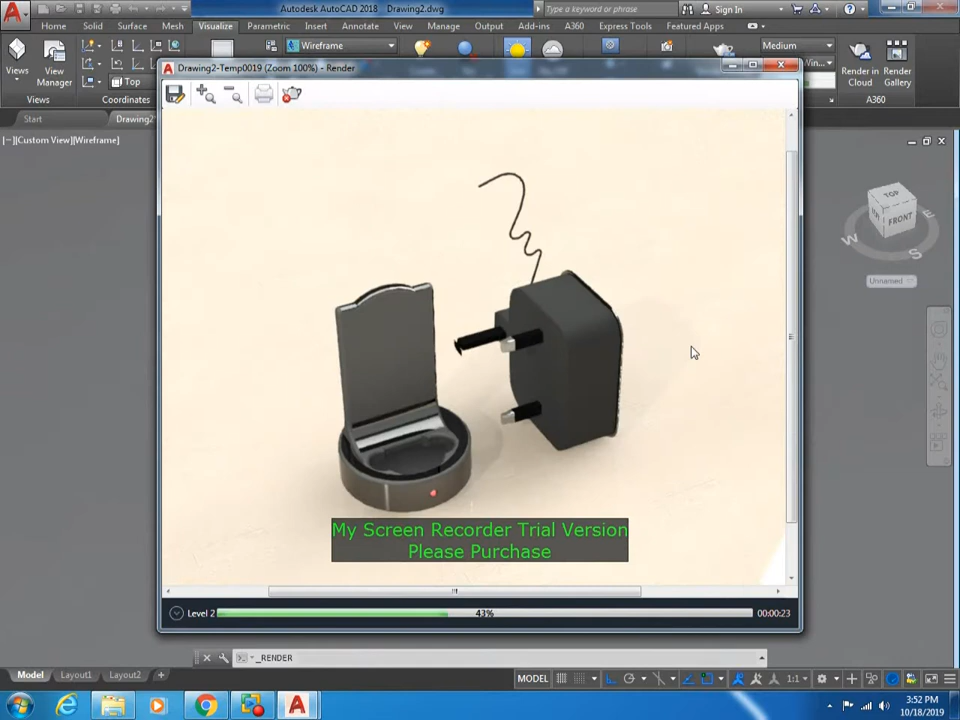 Autodesk AutoCAD 2018 Drawing2.dwg
Type a keyword or phrase
Sign In
Home Solid Surface Mesh Visualize Parametric Insert Annotate View Manage Output Add-ins A360 Express Tools Featured Apps
Views
View Manager
Top
Wireframe
Medium
Render in Cloud
Render Gallery
Views
Coordinates
A360
Start
Drawing2
Drawing2-Temp0019 (Zoom 100%) - Render
[−][Custom View][Wireframe]
TOP
FRONT
W
S
E
Unnamed
My Screen Recorder Trial Version
Please Purchase
Level 2
43%
00:00:23
_RENDER
Model Layout1 Layout2 +
MODEL
1:1
3:52 PM
10/18/2019